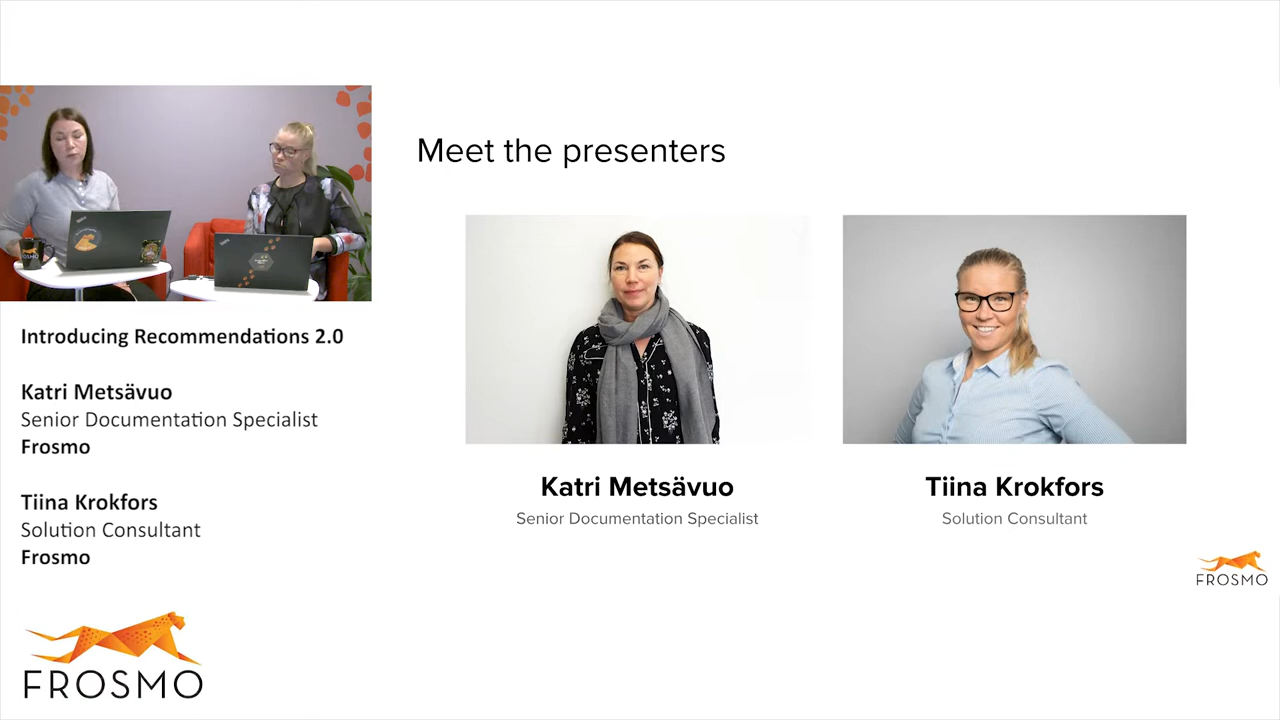 Meet the presenters
Introducing Recommendations 2.0
Katri Metsävuo
Senior Documentation Specialist
Frosmo
Tiina Krokfors
Solution Consultant
Frosmo
FROSMO
Katri Metsävuo
Senior Documentation Specialist
Tiina Krokfors
Solution Consultant
FROSMO